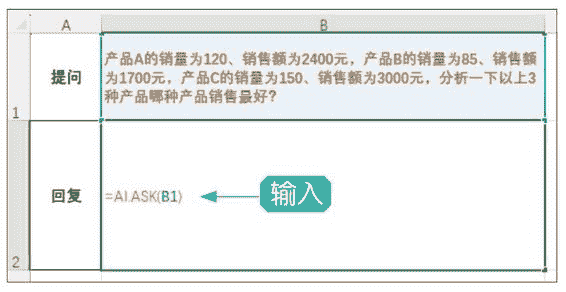 A B
1 提问 产品A的销量为120、销售额为2400元，产品B的销量为85、销售额
为1700元，产品C的销量为150、销售额为3000元，分析一下以上3
种产品哪种产品销售最好？
2 回复 =AI.ASK(B1) 输入